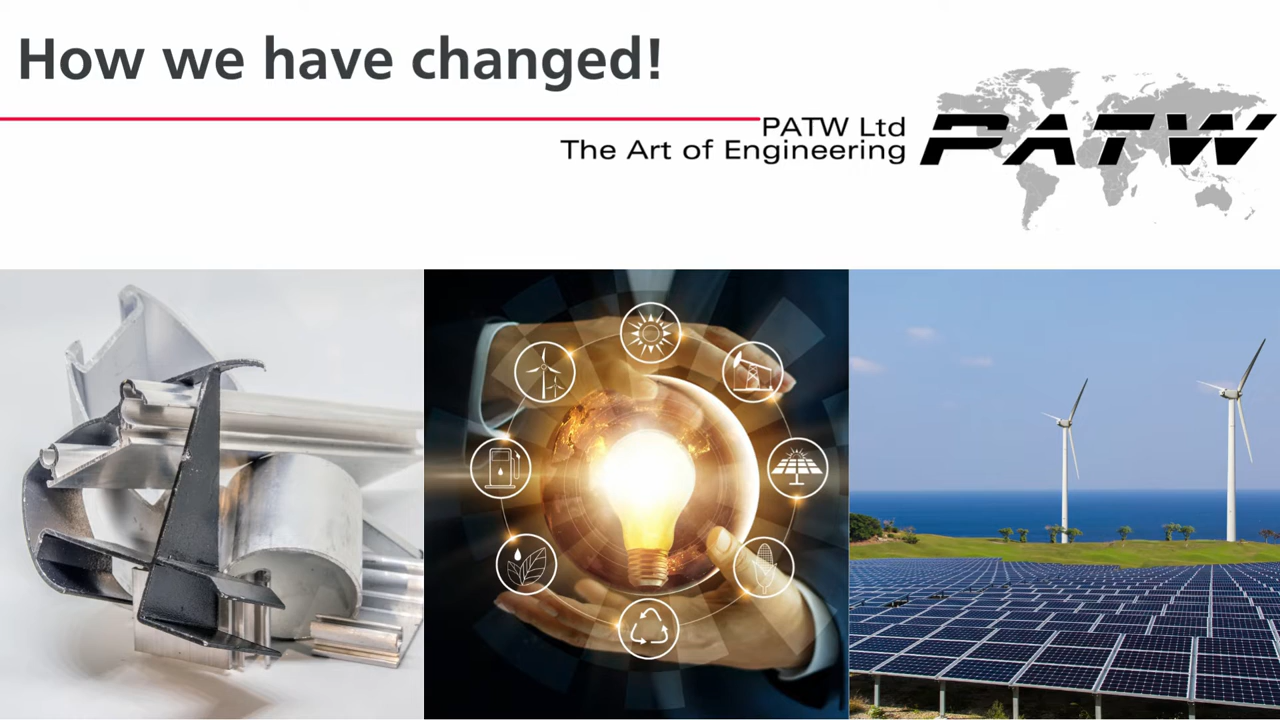 How we have changed!
PATW Ltd
The Art of Engineering
PATW